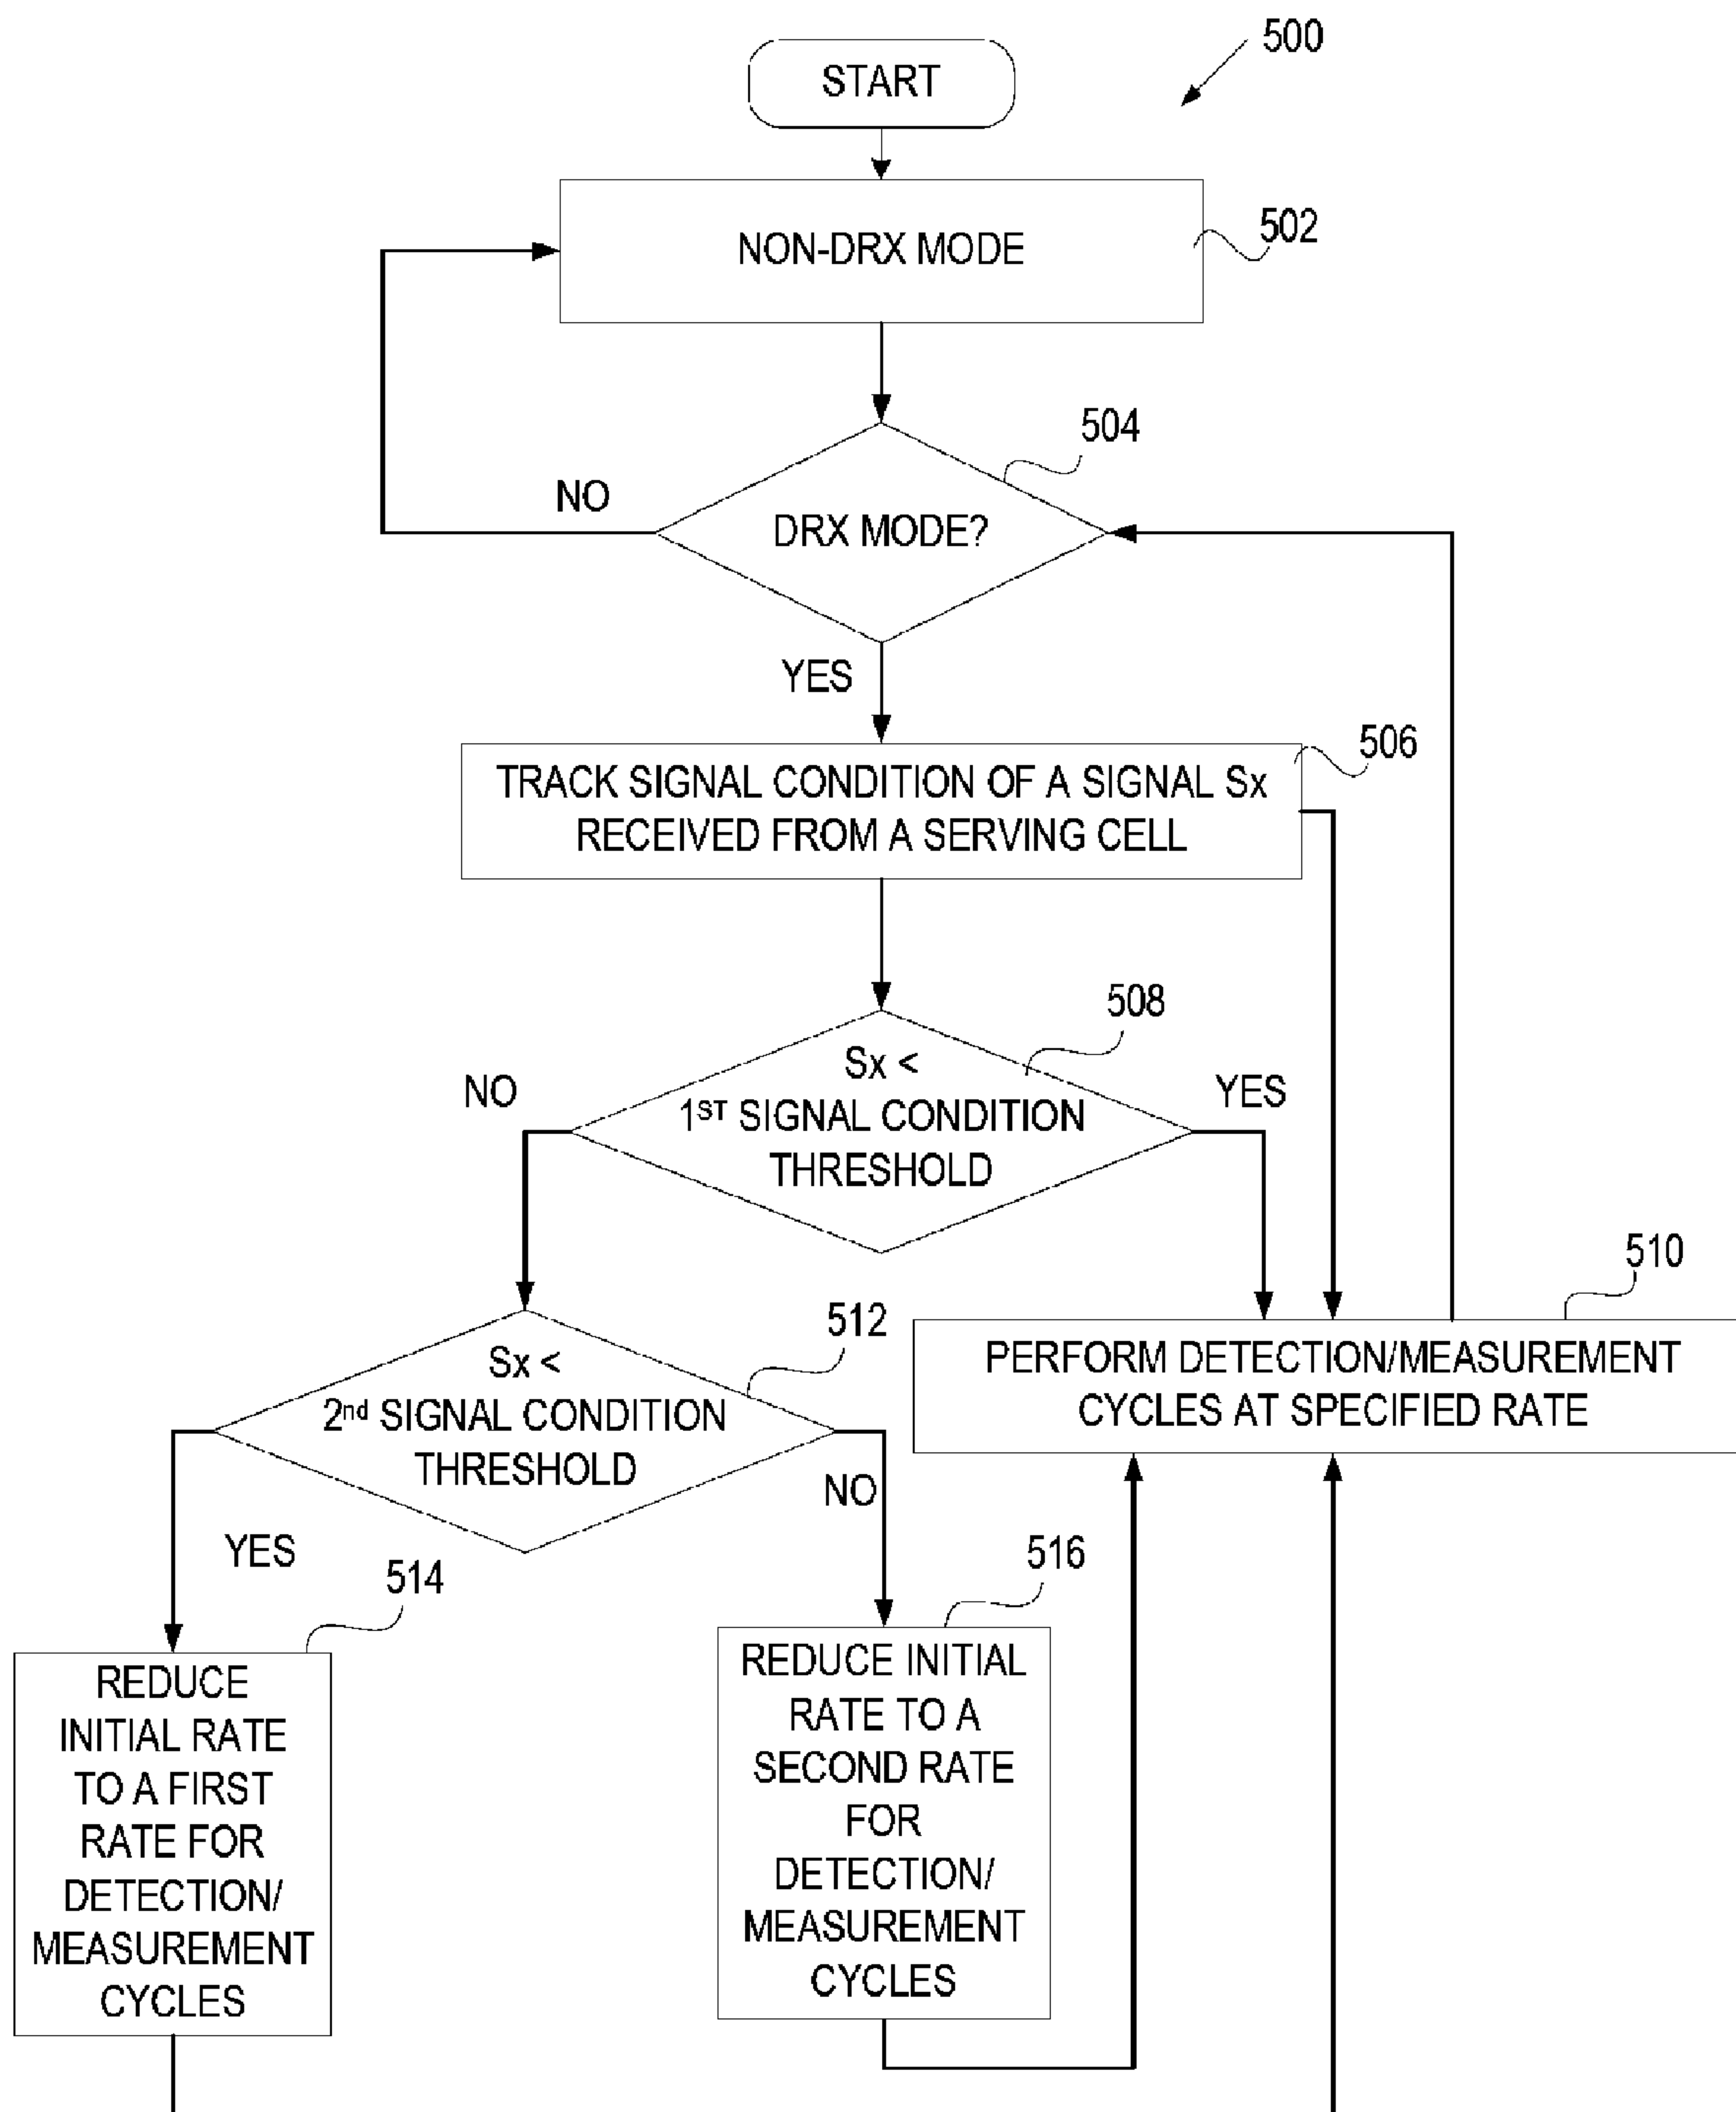 500
START
NON-DRX MODE
502
504
NO
DRX MODE?
YES
506
TRACK SIGNAL CONDITION OF A SIGNAL Sx
RECEIVED FROM A SERVING CELL
508
Sx <
1ST SIGNAL CONDITION
THRESHOLD
NO
YES
510
PERFORM DETECTION/MEASUREMENT
CYCLES AT SPECIFIED RATE
512
Sx <
2nd SIGNAL CONDITION
THRESHOLD
NO
YES
514
516
REDUCE
INITIAL RATE
TO A FIRST
RATE FOR
DETECTION/
MEASUREMENT
CYCLES
REDUCE INITIAL
RATE TO A
SECOND RATE
FOR
DETECTION/
MEASUREMENT
CYCLES